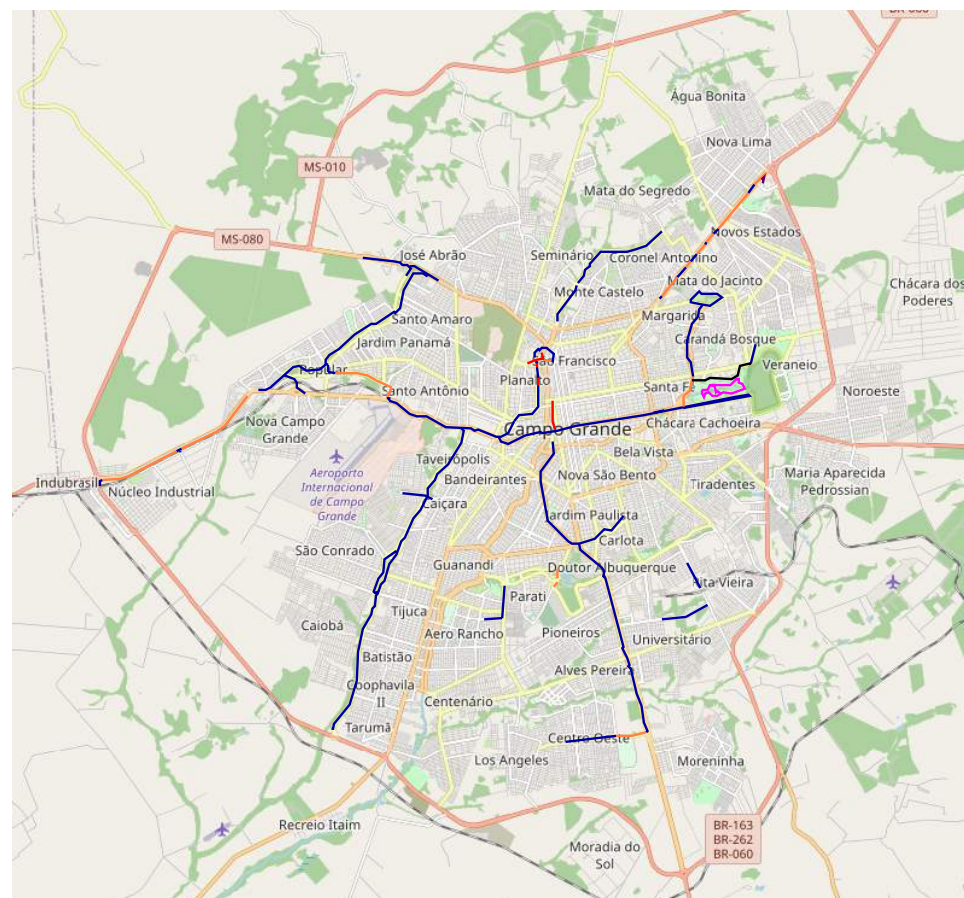 BR-060
Água Bonita
Nova Lima
MS-010
Mata do Segredo
MS-080
Novos Estados
José Abrão
Seminário
Coronel Antonino
Mata do Jacinto
Chácara dos
Poderes
Monte Castelo
Santo Amaro
Margarida
Jardim Panamá
Carandá Bosque
São Francisco
Veraneio
Popular
Planalto
Santo Antônio
Santa Fé
Noroeste
Nova Campo
Grande
Campo Grande
Chácara Cachoeira
Taveirópolis
Bela Vista
Aeroporto
Internacional
de Campo
Grande
Bandeirantes
Nova São Bento
Maria Aparecida
Pedrossian
Indubrasil
Núcleo Industrial
Tiradentes
Caiçara
Jardim Paulista
Carlota
São Conrado
Guanandi
Doutor Albuquerque
Rita Vieira
Parati
Tijuca
Caiobá
Aero Rancho
Pioneiros
Universitário
Batistão
Alves Pereira
Coophavila
II
Centenário
Tarumã
Centro Oeste
Los Angeles
Moreninha
Recreio Itaim
BR-163
BR-262
BR-060
Moradia do
Sol